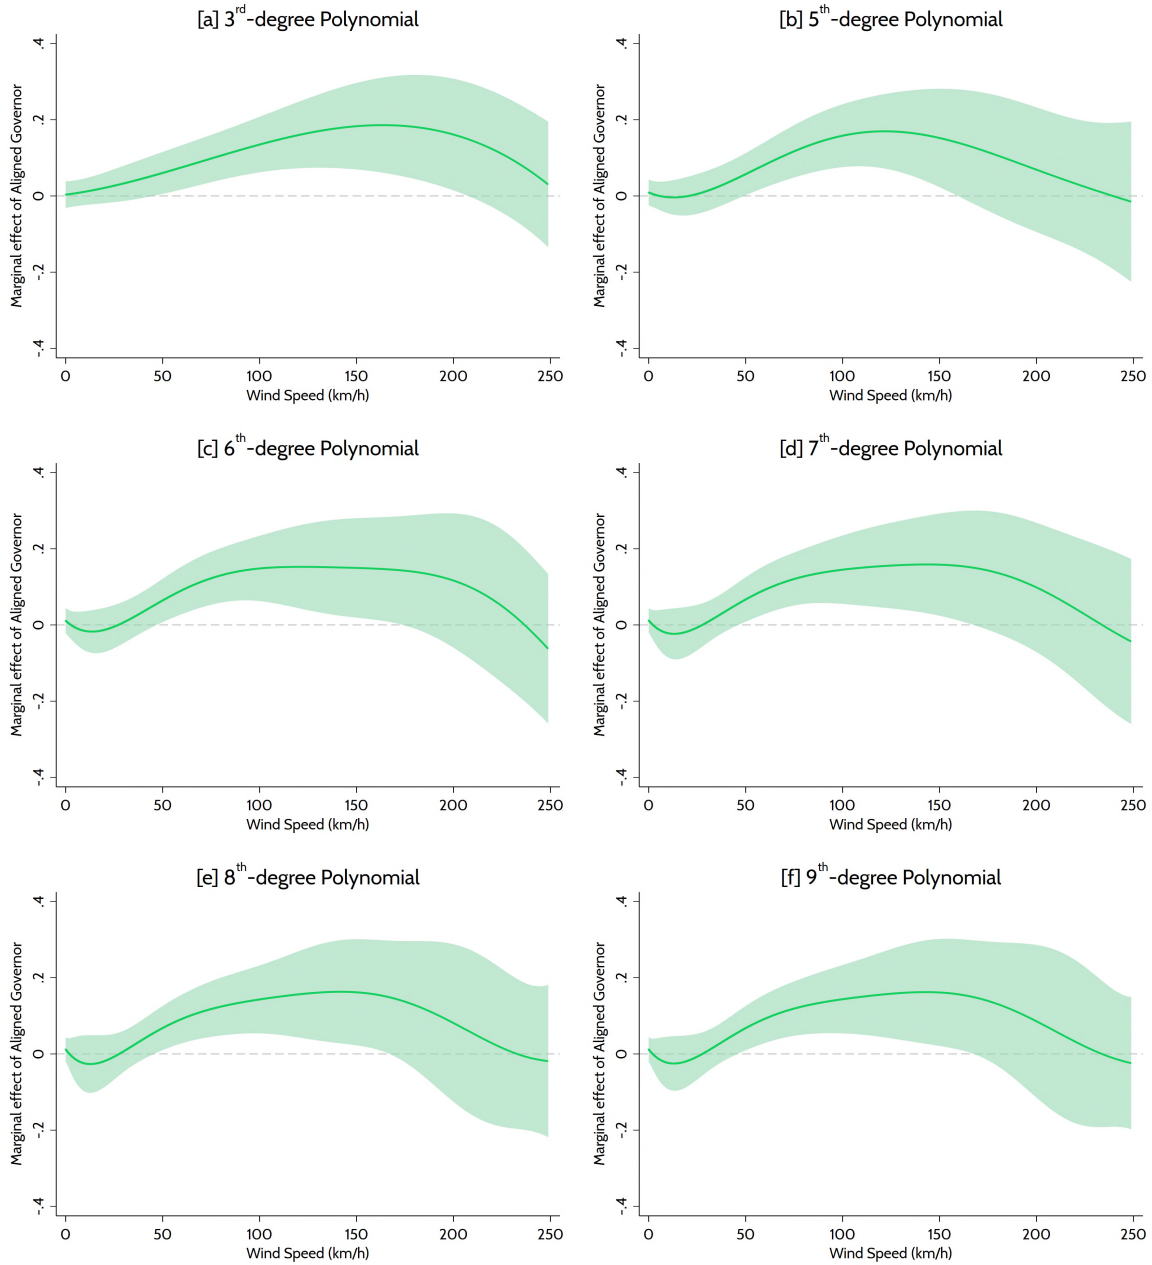 [a] 3rd-degree Polynomial
Marginal effect of Aligned Governor
.4
.2
0
-.2
-.4
0 50 100 150 200 250
Wind Speed (km/h)
[b] 5th-degree Polynomial
Marginal effect of Aligned Governor
.4
.2
0
-.2
-.4
0 50 100 150 200 250
Wind Speed (km/h)
[c] 6th-degree Polynomial
Marginal effect of Aligned Governor
.4
.2
0
-.2
-.4
0 50 100 150 200 250
Wind Speed (km/h)
[d] 7th-degree Polynomial
Marginal effect of Aligned Governor
.4
.2
0
-.2
-.4
0 50 100 150 200 250
Wind Speed (km/h)
[e] 8th-degree Polynomial
Marginal effect of Aligned Governor
.4
.2
0
-.2
-.4
0 50 100 150 200 250
Wind Speed (km/h)
[f] 9th-degree Polynomial
Marginal effect of Aligned Governor
.4
.2
0
-.2
-.4
0 50 100 150 200 250
Wind Speed (km/h)